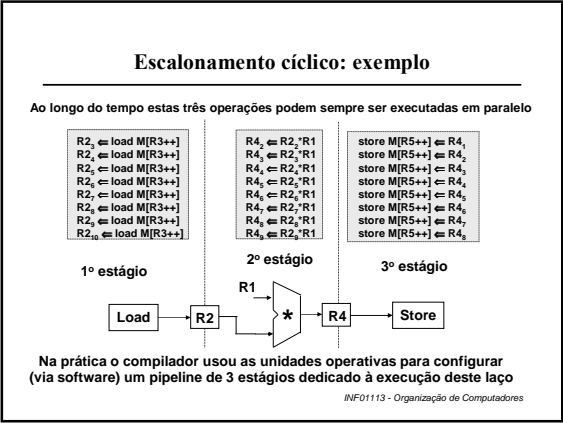 Escalonamento cíclico: exemplo
Ao longo do tempo estas três operações podem sempre ser executadas em paralelo
R2₃ ⇐ load M[R3++]
R2₄ ⇐ load M[R3++]
R2₅ ⇐ load M[R3++]
R2₆ ⇐ load M[R3++]
R2₇ ⇐ load M[R3++]
R2₈ ⇐ load M[R3++]
R2₉ ⇐ load M[R3++]
R2₁₀ ⇐ load M[R3++]
1º estágio
R4₂ ⇐ R2₂*R1
R4₃ ⇐ R2₃*R1
R4₄ ⇐ R2₄*R1
R4₅ ⇐ R2₅*R1
R4₆ ⇐ R2₆*R1
R4₇ ⇐ R2₇*R1
R4₈ ⇐ R2₈*R1
R4₉ ⇐ R2₉*R1
2º estágio
store M[R5++] ⇐ R4₁
store M[R5++] ⇐ R4₂
store M[R5++] ⇐ R4₃
store M[R5++] ⇐ R4₄
store M[R5++] ⇐ R4₅
store M[R5++] ⇐ R4₆
store M[R5++] ⇐ R4₇
store M[R5++] ⇐ R4₈
3º estágio
R1
Load
R2
*
R4
Store
Na prática o compilador usou as unidades operativas para configurar
(via software) um pipeline de 3 estágios dedicado à execução deste laço
INF01113 - Organização de Computadores